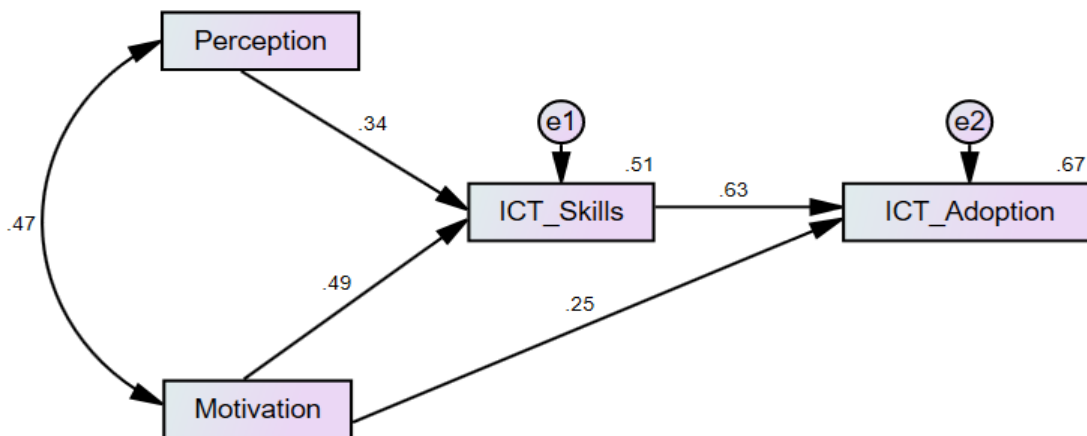 Perception
.34
e1
e2
.51
.67
ICT_Skills
.63
ICT_Adoption
.47
.49
.25
Motivation